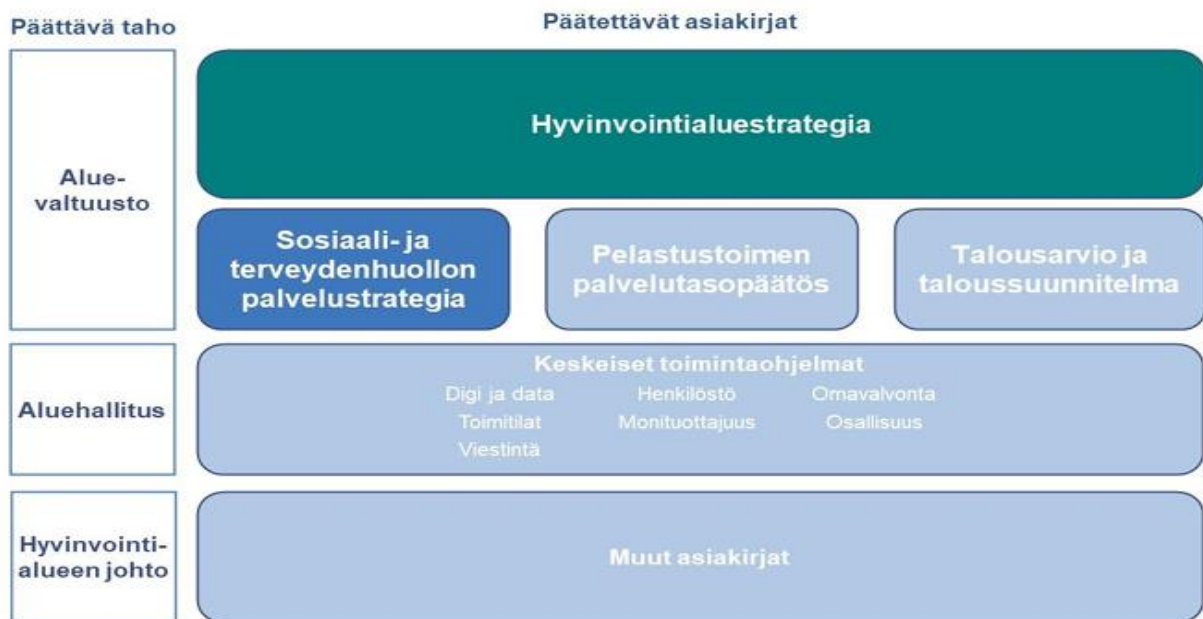 Päättävä taho
Päätettävät asiakirjat
Alue-
valtuusto
Hyvinvointialuestrategia
Sosiaali- ja
terveydenhuollon
palvelustrategia
Pelastustoimen
palvelutasopäätös
Talousarvio ja
taloussuunnitelma
Aluehallitus
Keskeiset toimintaohjelmat
Digi ja data
Henkilöstö
Omavalvonta
Toimitilat
Monituottajuus
Osallisuus
Viestintä
Hyvinvointi-
alueen johto
Muut asiakirjat